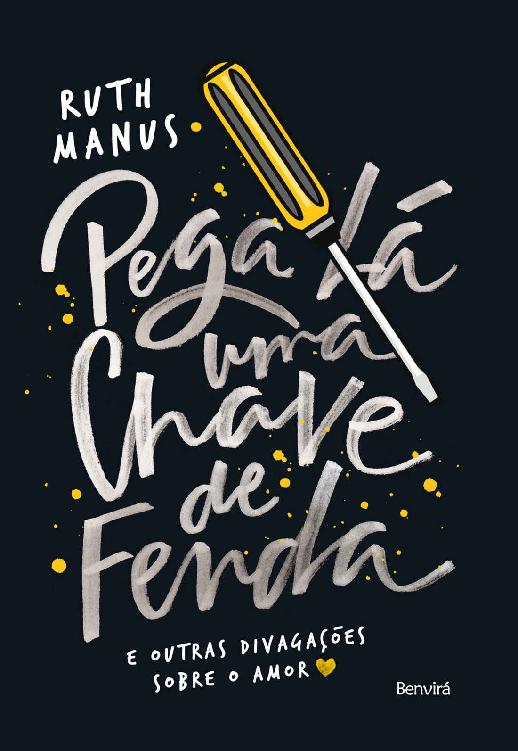 RUTH
MANUS
Pega lá
uma
Chave
de
Fenda
E OUTRAS DIVAGAÇÕES
SOBRE O AMOR
Benvirá